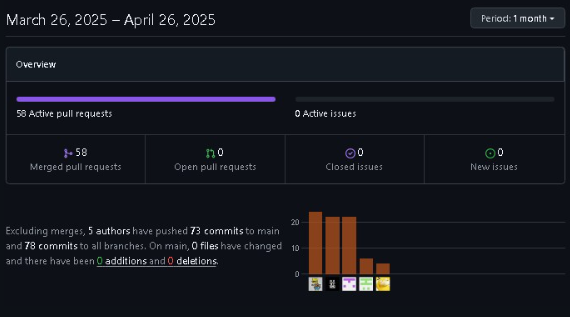 March 26, 2025 – April 26, 2025
Period: 1 month
Overview
58 Active pull requests
0 Active issues
58
Merged pull requests
0
Open pull requests
0
Closed issues
0
New issues
Excluding merges, 5 authors have pushed 73 commits to main
and 78 commits to all branches. On main, 0 files have changed
and there have been 0 additions and 0 deletions.
20
10
0